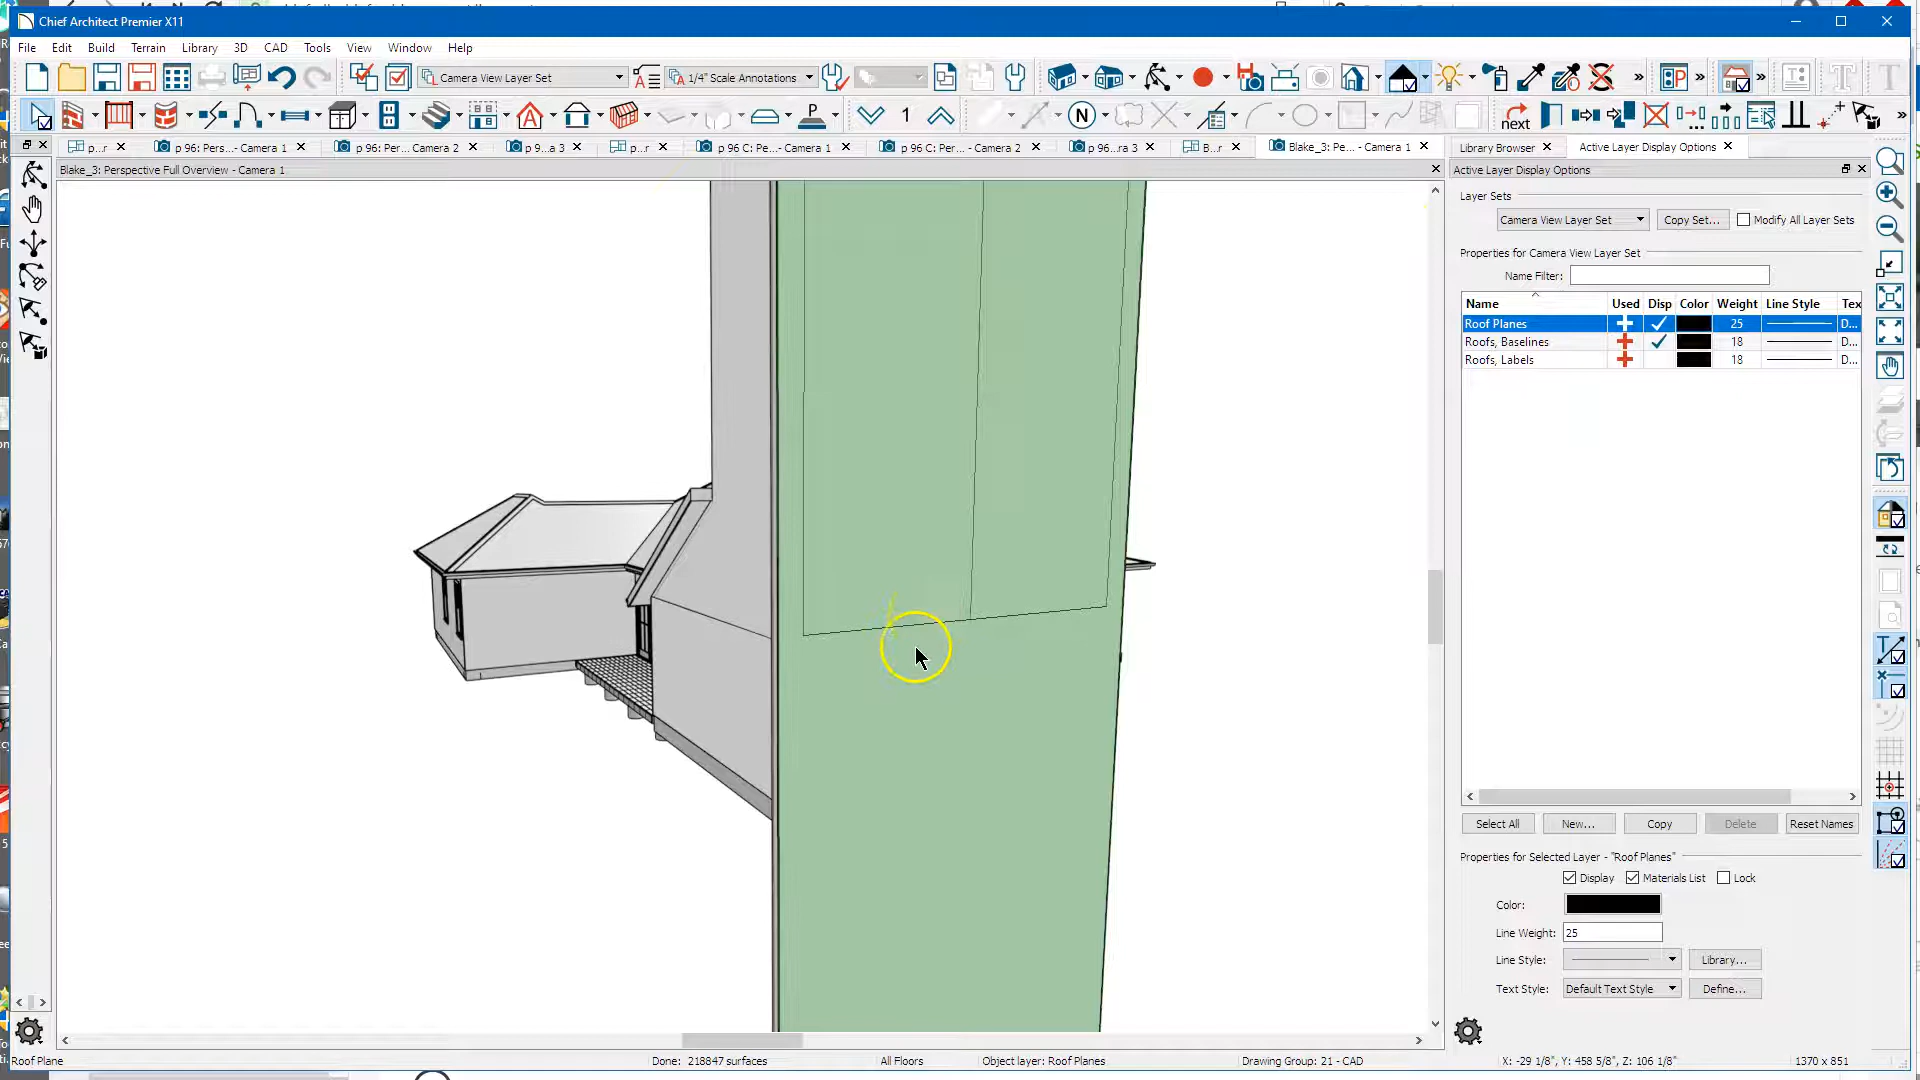 Chief Architect Premier X11
File Edit Build Terrain Library 3D CAD Tools View Window Help
Camera View Layer Set
1/4" Scale Annotations
1
N
P
next
p...r
p 96: Pers...- Camera 1
p 96: Per... Camera 2
p 9...a 3
p...r
p 96 C: Pe... - Camera 1
p 96 C: Pe... - Camera 2
p 96...ra 3
B...r
Blake_3: Pe... - Camera 1
Library Browser
Active Layer Display Options
Blake_3: Perspective Full Overview - Camera 1
Active Layer Display Options
Layer Sets
Camera View Layer Set
Copy Set...
Modify All Layer Sets
Properties for Camera View Layer Set
Name Filter:
Name Used Disp Color Weight Line Style Tex
Roof Planes 25 D...
Roofs, Baselines 18 D...
Roofs, Labels 18 D...
Select All New... Copy Delete Reset Names
Properties for Selected Layer - "Roof Planes"
Display Materials List Lock
Color:
Line Weight: 25
Line Style: Library...
Text Style: Default Text Style Define...
Roof Plane
Done: 218847 surfaces
All Floors
Object layer: Roof Planes
Drawing Group: 21 - CAD
X: -29 1/8", Y: 458 5/8", Z: 106 1/8"
1370 x 851